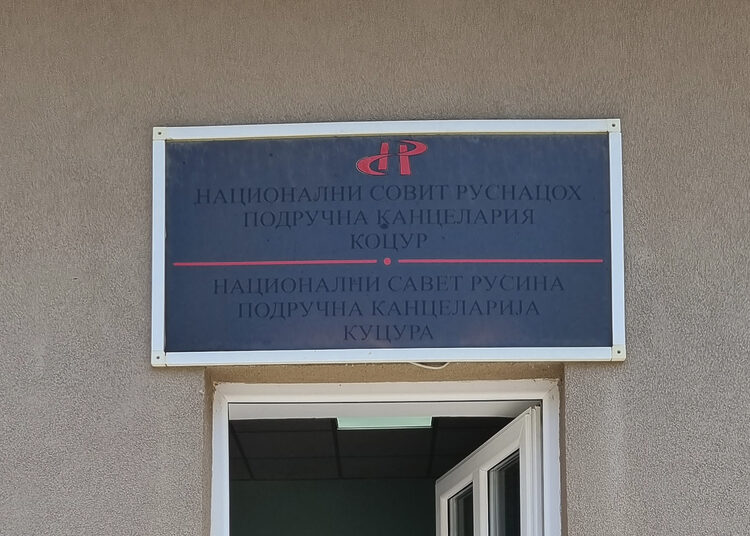 НАЦИОНАЛНИ СОВИТ РУСНАЦОХ
ПОДРУЧНА КАНЦЕЛАРИЯ
КОЦУР
НАЦИОНАЛНИ САВЕТ РУСИНА
ПОДРУЧНА КАНЦЕЛАРИЈА
КУЦУРА